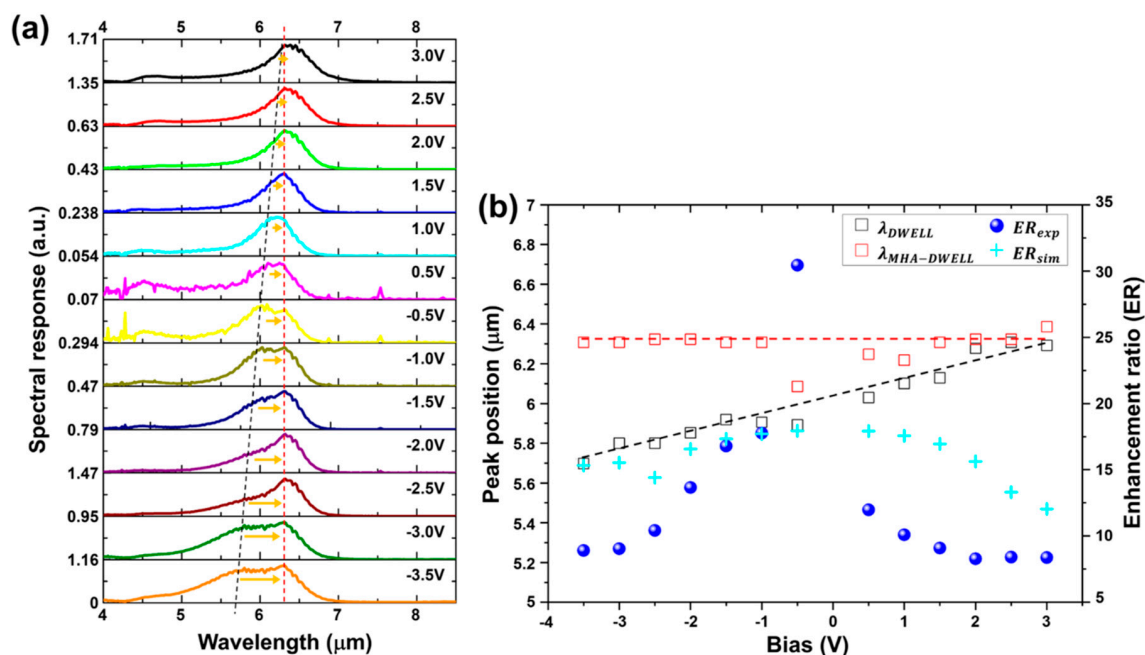 (a)
4 5 6 7 8
1.71
3.0V
1.35
2.5V
0.63
2.0V
0.43
1.5V
0.238
1.0V
0.054
0.5V
0.07
-0.5V
0.294
-1.0V
0.47
-1.5V
0.79
-2.0V
1.47
-2.5V
0.95
-3.0V
1.16
-3.5V
0
4 5 6 7 8
Spectral response (a.u.)
Wavelength (μm)
(b)
7
6.8
6.6
6.4
6.2
6
5.8
5.6
5.4
5.2
5
Peak position (μm)
λDWELL
ERexp
λMHA−DWELL
ERsim
35
30
25
20
15
10
5
Enhancement ratio (ER)
-4 -3 -2 -1 0 1 2 3
Bias (V)